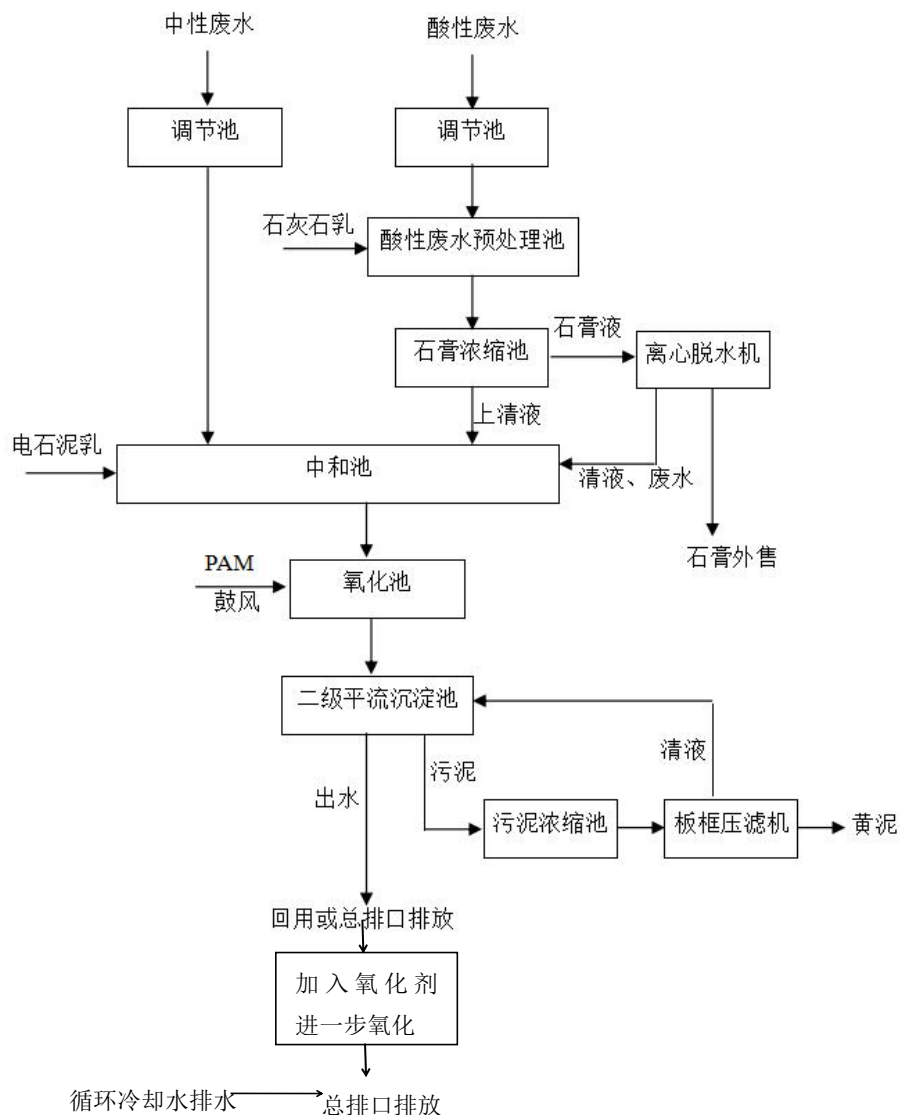 中性废水
酸性废水
调节池
调节池
石灰石乳
酸性废水预处理池
石膏浓缩池
石膏液
离心脱水机
上清液
电石泥乳
中和池
清液、废水
石膏外售
PAM
鼓风
氧化池
二级平流沉淀池
清液
污泥
出水
污泥浓缩池
板框压滤机
黄泥
回用或总排口排放
加入氧化剂
进一步氧化
循环冷却水排水
总排口排放